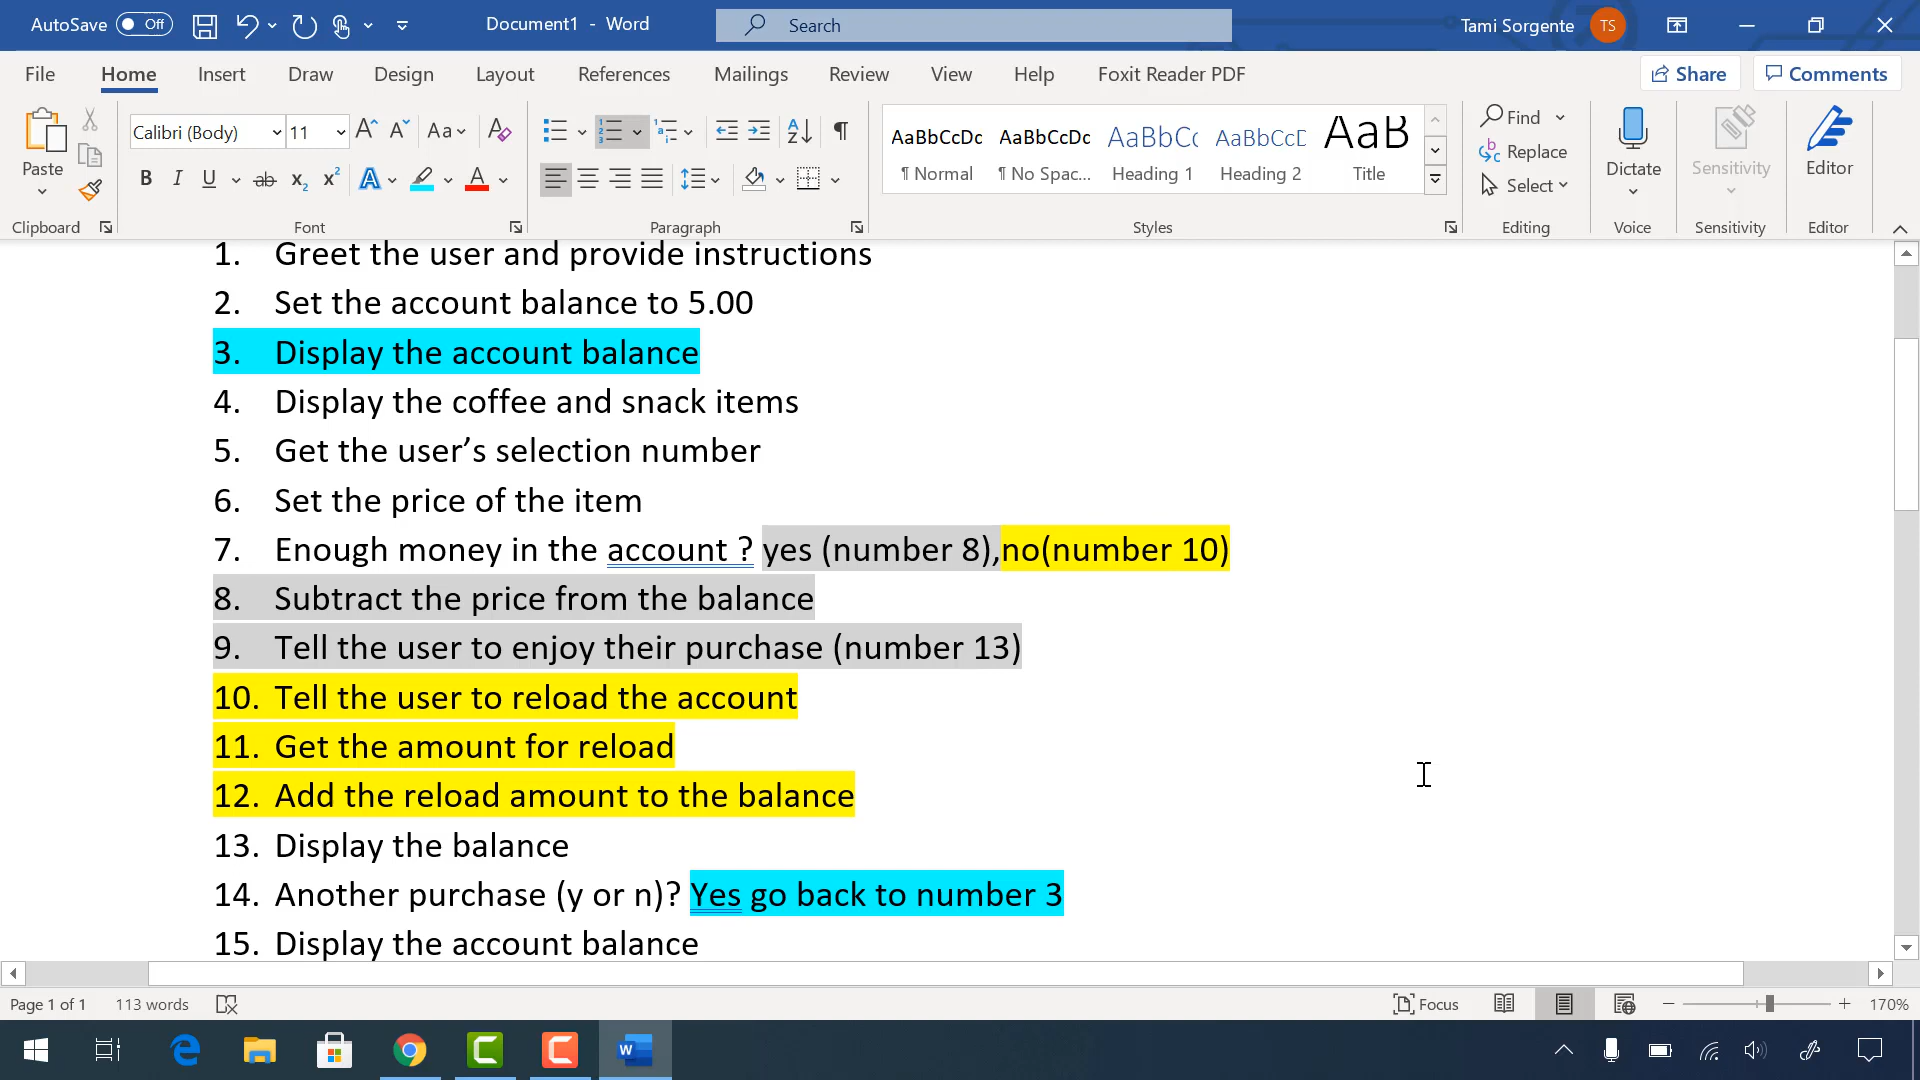 AutoSave Off Document1 - Word Search Tami Sorgente TS
File Home Insert Draw Design Layout References Mailings Review View Help Foxit Reader PDF Share Comments
Paste Calibri (Body) 11 AaBbCcDc AaBbCcDc AaBbCc AaBbCcD AaB Find Replace Select Dictate Sensitivity Editor
¶ Normal ¶ No Spac... Heading 1 Heading 2 Title
Clipboard Font Paragraph Styles Editing Voice Sensitivity Editor
1. Greet the user and provide instructions
2. Set the account balance to 5.00
3. Display the account balance
4. Display the coffee and snack items
5. Get the user’s selection number
6. Set the price of the item
7. Enough money in the account ? yes (number 8),no(number 10)
8. Subtract the price from the balance
9. Tell the user to enjoy their purchase (number 13)
10. Tell the user to reload the account
11. Get the amount for reload
12. Add the reload amount to the balance
13. Display the balance
14. Another purchase (y or n)? Yes go back to number 3
15. Display the account balance
Page 1 of 1 113 words Focus 170%